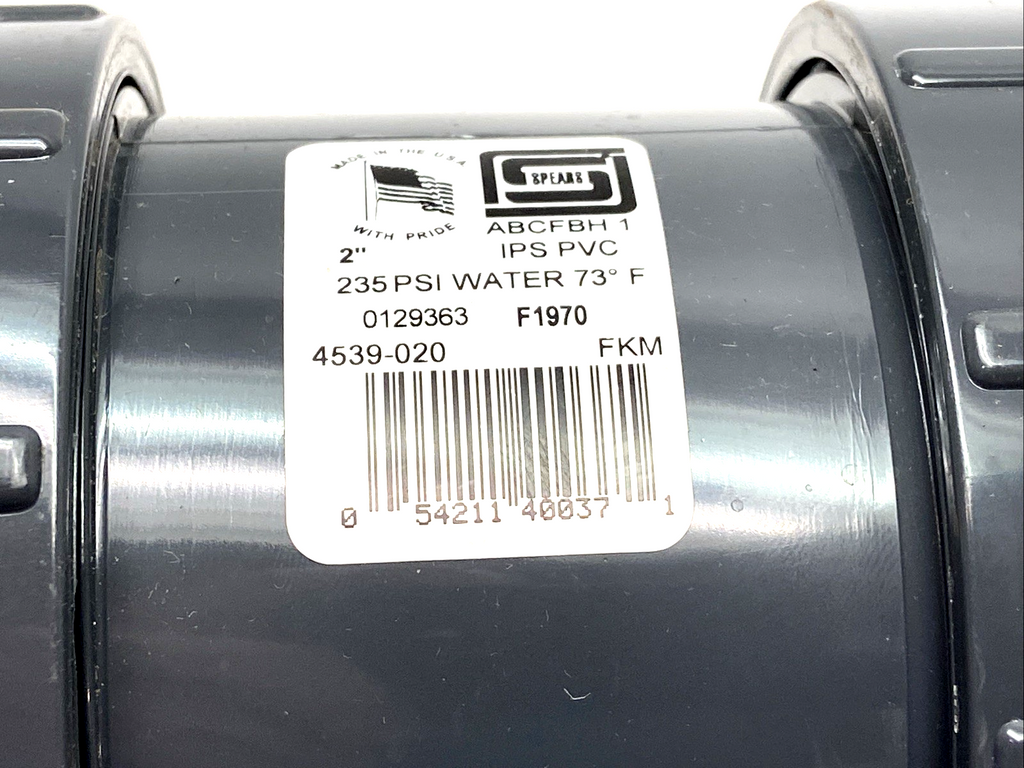 MADE IN THE U.S.A.
WITH PRIDE
SPEARS
ABCFBH 1
2" IPS PVC
235 PSI WATER 73° F
0129363 F1970
4539-020 FKM
0 54211 40037 1